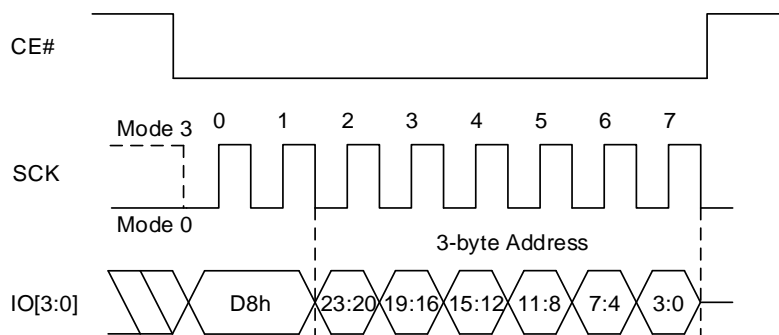 CE#
Mode 3 0 1 2 3 4 5 6 7
SCK
Mode 0
3-byte Address
IO[3:0] D8h 23:20 19:16 15:12 11:8 7:4 3:0